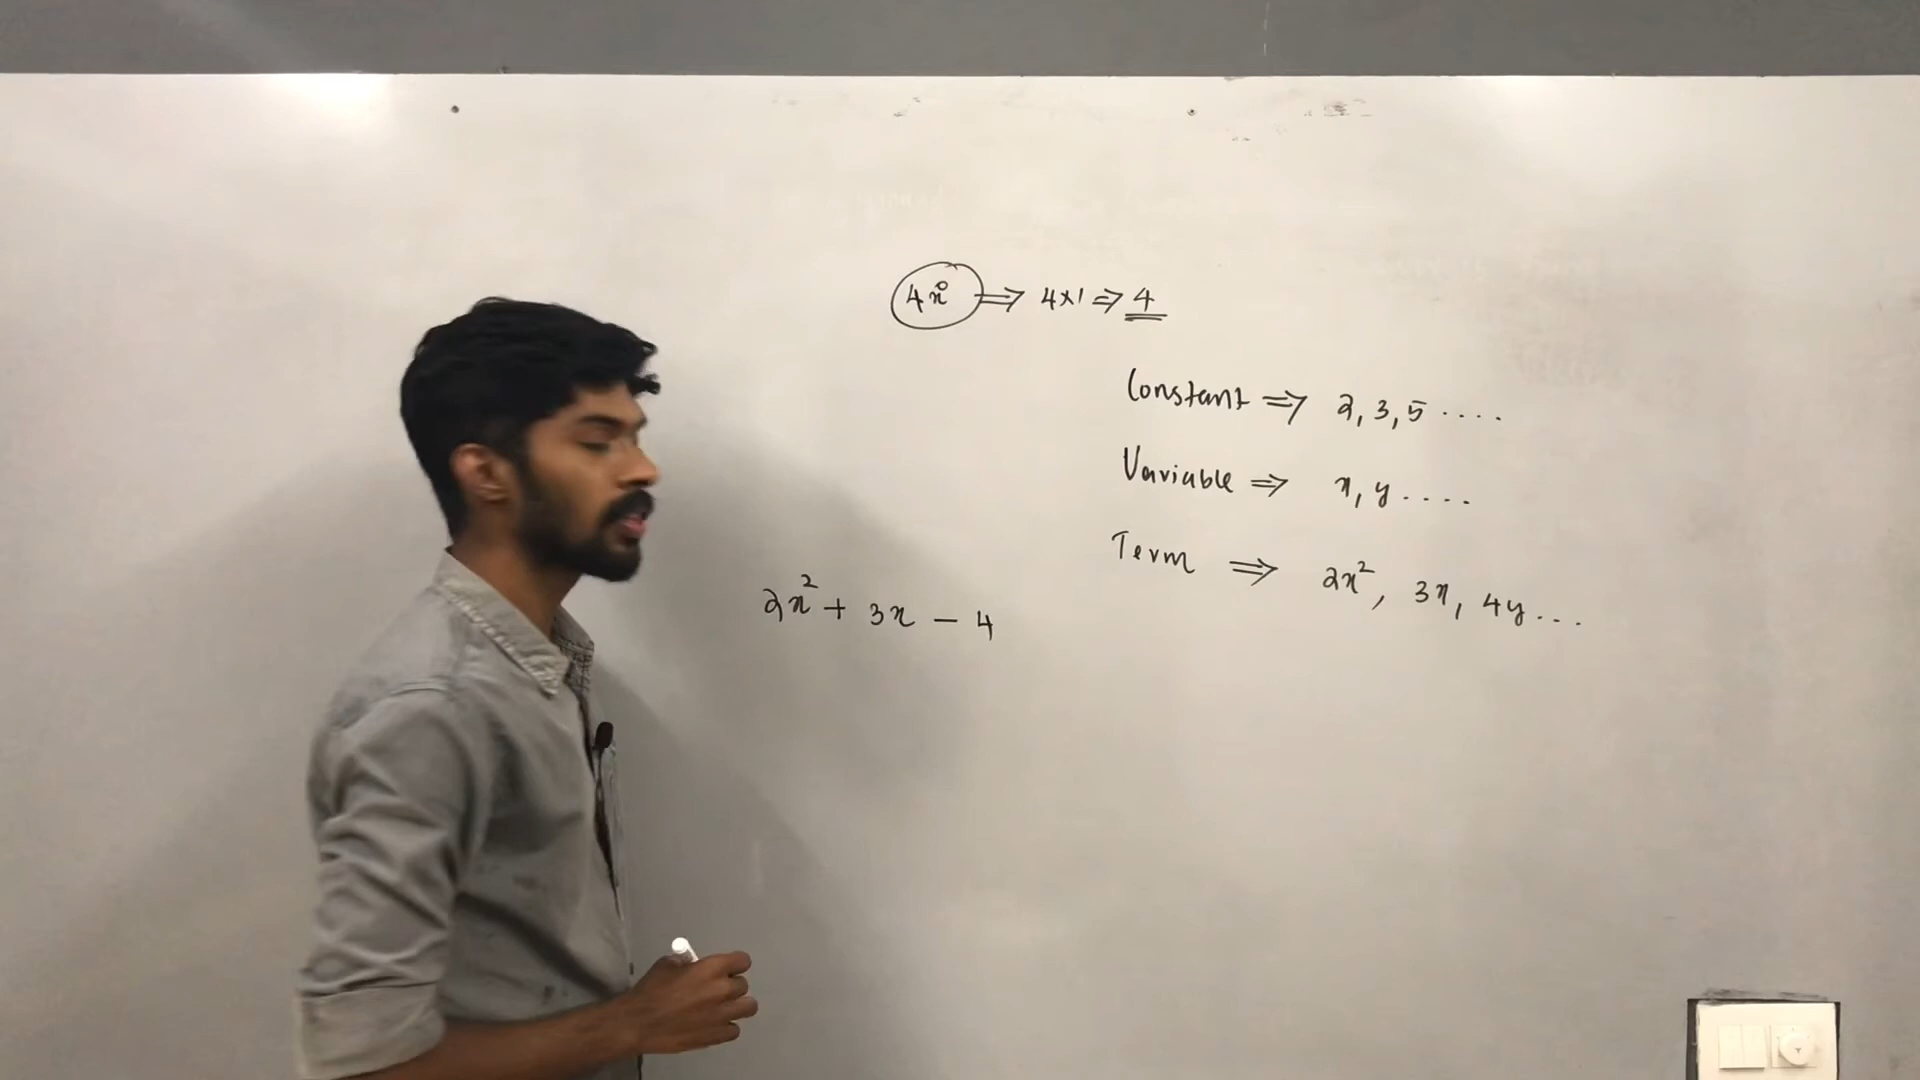 4x⁰ ⇒ 4×1 ⇒ 4
Constant ⇒ 2, 3, 5 ....
Variable ⇒ x, y ....
Term ⇒ 2x², 3x, 4y ...
2x² + 3x - 4